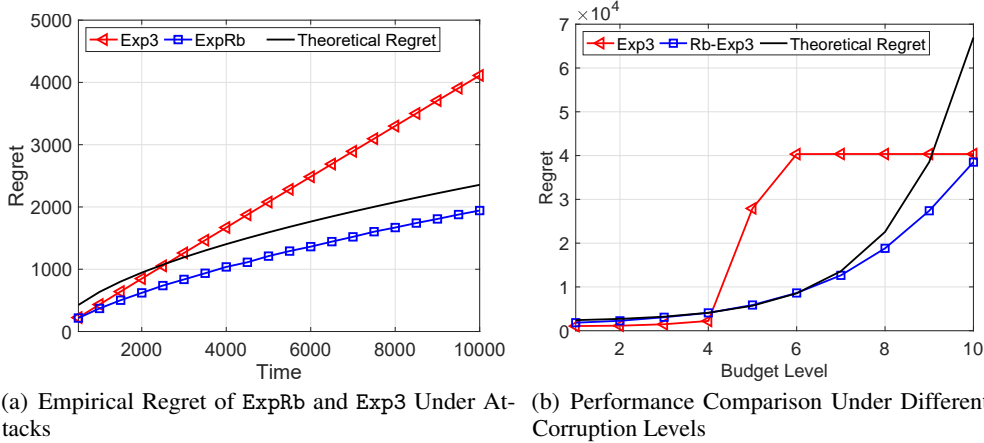 5000
4000
3000
2000
1000
0
Regret
Exp3 ExpRb Theoretical Regret
2000 4000 6000 8000 10000
Time
(a) Empirical Regret of ExpRb and Exp3 Under At-
tacks
×10⁴
7
6
5
4
3
2
1
0
Regret
Exp3 Rb-Exp3 Theoretical Regret
2 4 6 8 10
Budget Level
(b) Performance Comparison Under Different
Corruption Levels